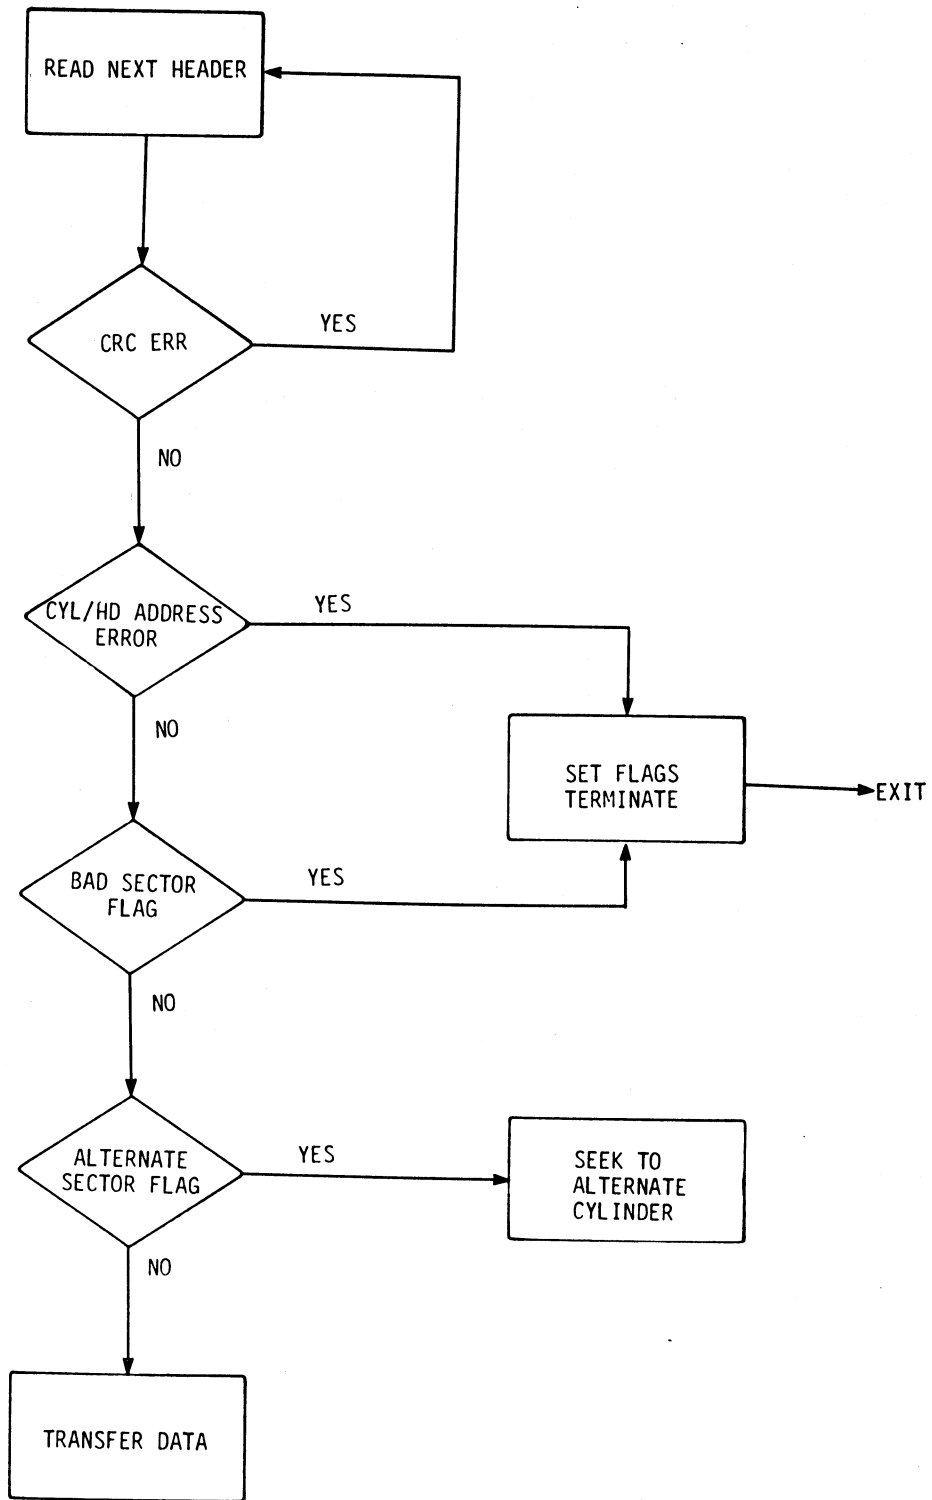 READ NEXT HEADER
CRC ERR
YES
NO
CYL/HD ADDRESS
ERROR
YES
NO
SET FLAGS
TERMINATE
EXIT
BAD SECTOR
FLAG
YES
NO
ALTERNATE
SECTOR FLAG
YES
SEEK TO
ALTERNATE
CYLINDER
NO
TRANSFER DATA